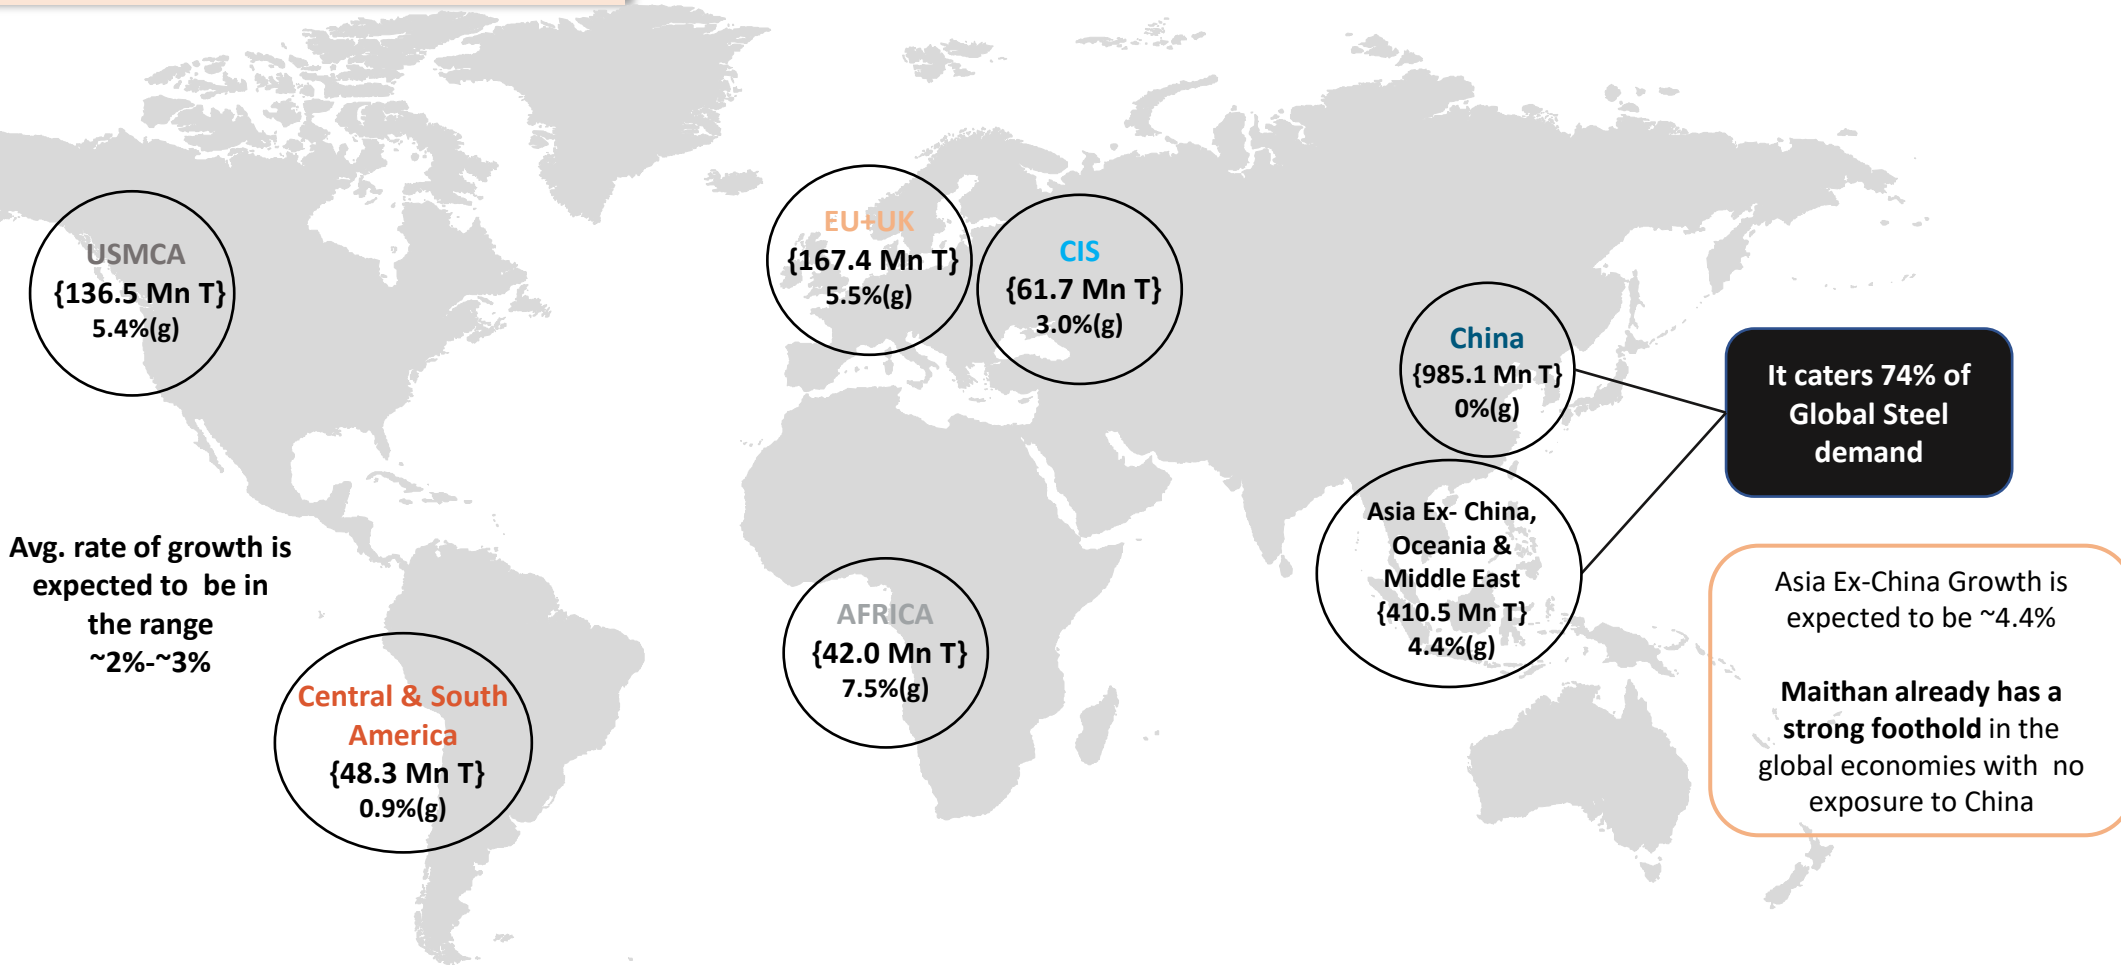 USMCA
{136.5 Mn T}
5.4%(g)
EU+UK
{167.4 Mn T}
5.5%(g)
CIS
{61.7 Mn T}
3.0%(g)
China
{985.1 Mn T}
0%(g)
It caters 74% of
Global Steel
demand
Asia Ex- China,
Oceania &
Middle East
{410.5 Mn T}
4.4%(g)
Avg. rate of growth is
expected to  be in
the range
~2%-~3%
Central & South
America
{48.3 Mn T}
0.9%(g)
AFRICA
{42.0 Mn T}
7.5%(g)
Asia Ex-China Growth is
expected to be ~4.4%
Maithan already has a
strong foothold in the
global economies with  no
exposure to China